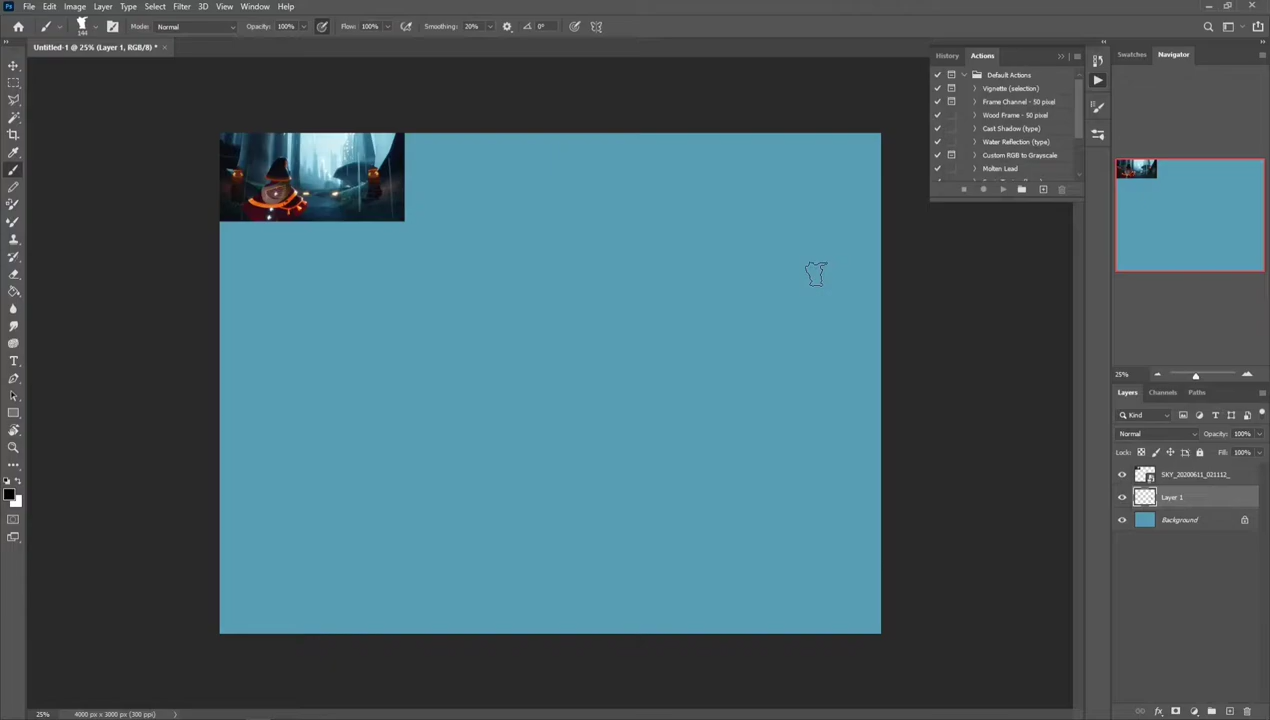 Ps File Edit Image Layer Type Select Filter 3D View Window Help
144 Mode: Normal Opacity: 100% Flow: 100% Smoothing: 20% 0°
Untitled-1 @ 25% (Layer 1, RGB/8) * ×
History Actions
Swatches Navigator
Default Actions
Vignette (selection)
Frame Channel - 50 pixel
Wood Frame - 50 pixel
Cast Shadow (type)
Water Reflection (type)
Custom RGB to Grayscale
Molten Lead
25%
Layers Channels Paths
Kind
Normal Opacity: 100%
Lock: Fill: 100%
SKY_20200611_021112_
Layer 1
Background
25% 4000 px x 3000 px (300 ppi)